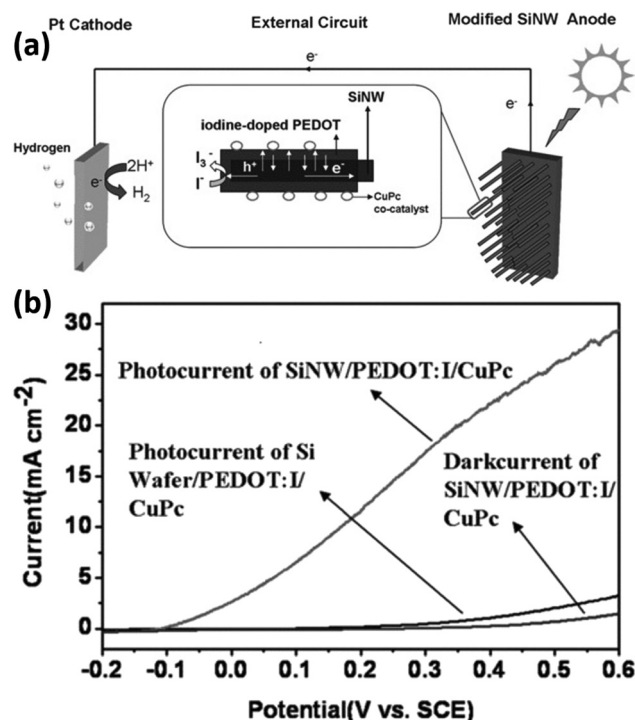 Pt Cathode
External Circuit
Modified SiNW Anode
(a)
e⁻
SiNW
e⁻
iodine-doped PEDOT
Hydrogen
2H⁺
e⁻
H₂
I₃⁻
I⁻
h⁺
e⁻
CuPc
co-catalyst
(b)
30
25
20
15
10
5
0
Current(mA cm⁻²)
Photocurrent of SiNW/PEDOT:I/CuPc
Photocurrent of Si
Wafer/PEDOT:I/
CuPc
Darkcurrent of
SiNW/PEDOT:I/
CuPc
-0.2 -0.1 0.0 0.1 0.2 0.3 0.4 0.5 0.6
Potential(V vs. SCE)